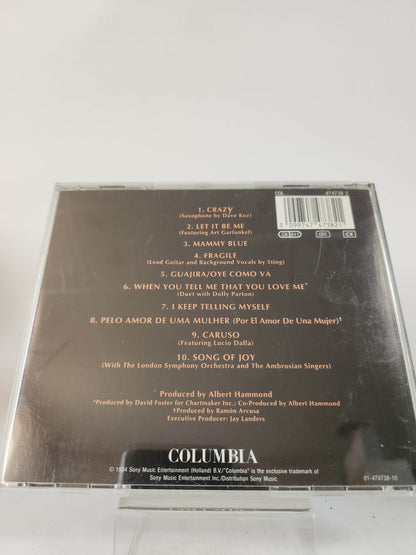 COL 474738 2
5 099747 473821
1. CRAZY
(Saxophone by Dave Koz)
2. LET IT BE ME
(Featuring Art Garfunkel)
3. MAMMY BLUE
4. FRAGILE
(Lead Guitar and Background Vocals by Sting)
5. GUAJIRA/OYE COMO VA
6. WHEN YOU TELL ME THAT YOU LOVE ME*
(Duet with Dolly Parton)
7. I KEEP TELLING MYSELF
8. PELO AMOR DE UMA MULHER (Por El Amor De Una Mujer)‡
9. CARUSO
(Featuring Lucio Dalla)
10. SONG OF JOY
(With The London Symphony Orchestra and The Ambrosian Singers)
Produced by Albert Hammond
*Produced by David Foster for Chartmaker Inc.; Co-Produced by Albert Hammond
‡Produced by Ramón Arcusa
Executive Producer: Jay Landers
COLUMBIA
© 1994 Sony Music Entertainment (Holland) B.V./"Columbia" is the exclusive trademark of
Sony Music Entertainment Inc./Distribution Sony Music
01-474738-10